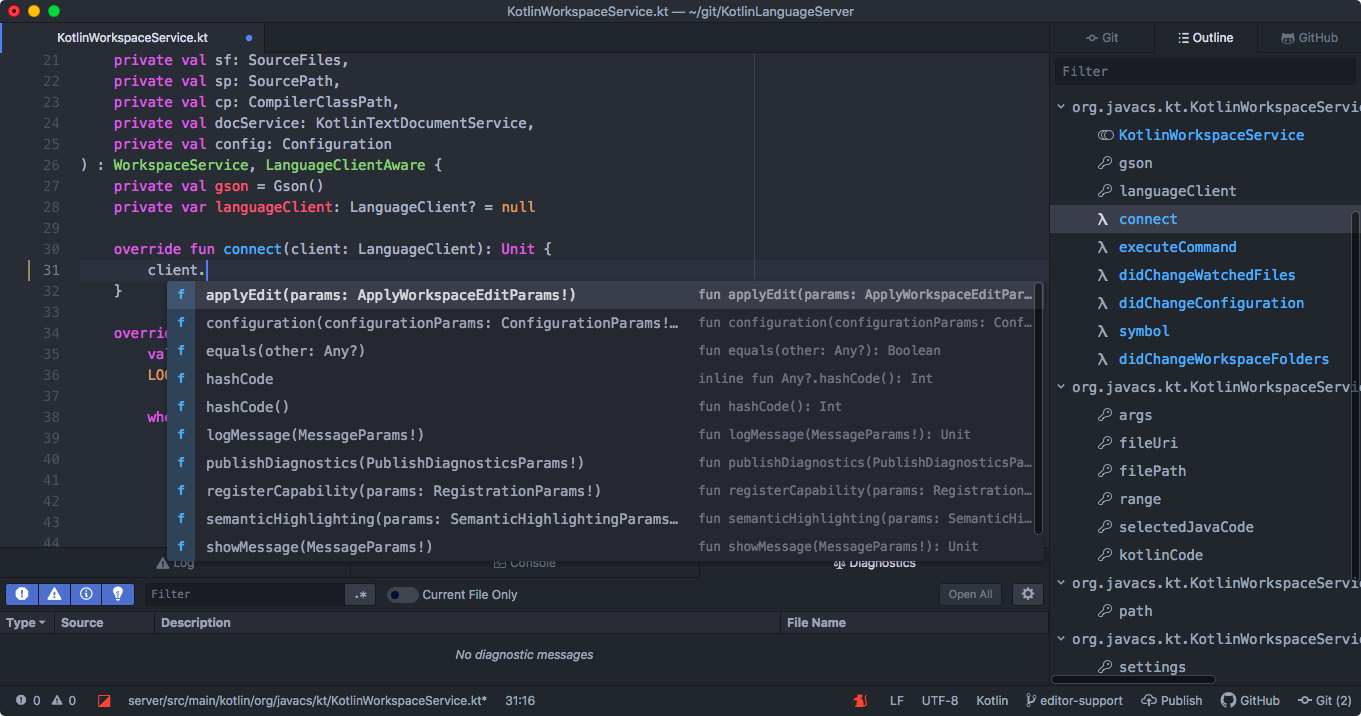 KotlinWorkspaceService.kt — ~/git/KotlinLanguageServer
KotlinWorkspaceService.kt
21 private val sf: SourceFiles,
22 private val sp: SourcePath,
23 private val cp: CompilerClassPath,
24 private val docService: KotlinTextDocumentService,
25 private val config: Configuration
26 ) : WorkspaceService, LanguageClientAware {
27 private val gson = Gson()
28 private var languageClient: LanguageClient? = null
29
30 override fun connect(client: LanguageClient): Unit {
31 client.
32 }
33
34 overri
35 va
36 LO
37
38 whe
39
40
41
42
43
44
f applyEdit(params: ApplyWorkspaceEditParams!) fun applyEdit(params: ApplyWorkspaceEditPar…
f configuration(configurationParams: ConfigurationParams!… fun configuration(configurationParams: Conf…
f equals(other: Any?) fun equals(other: Any?): Boolean
f hashCode inline fun Any?.hashCode(): Int
f hashCode() fun hashCode(): Int
f logMessage(MessageParams!) fun logMessage(MessageParams!): Unit
f publishDiagnostics(PublishDiagnosticsParams!) fun publishDiagnostics(PublishDiagnosticsPa…
f registerCapability(params: RegistrationParams!) fun registerCapability(params: Registration…
f semanticHighlighting(params: SemanticHighlightingParams… fun semanticHighlighting(params: SemanticHi…
f showMessage(MessageParams!) fun showMessage(MessageParams!): Unit
Log Console Diagnostics
Filter .* Current File Only Open All
Type Source Description File Name
No diagnostic messages
Git Outline GitHub
Filter
org.javacs.kt.KotlinWorkspaceServic
KotlinWorkspaceService
gson
languageClient
λ connect
λ executeCommand
λ didChangeWatchedFiles
λ didChangeConfiguration
λ symbol
λ didChangeWorkspaceFolders
org.javacs.kt.KotlinWorkspaceServic
args
fileUri
filePath
range
selectedJavaCode
kotlinCode
org.javacs.kt.KotlinWorkspaceServic
path
org.javacs.kt.KotlinWorkspaceServic
settings
0 0 server/src/main/kotlin/org/javacs/kt/KotlinWorkspaceService.kt* 31:16 LF UTF-8 Kotlin editor-support Publish GitHub Git (2)